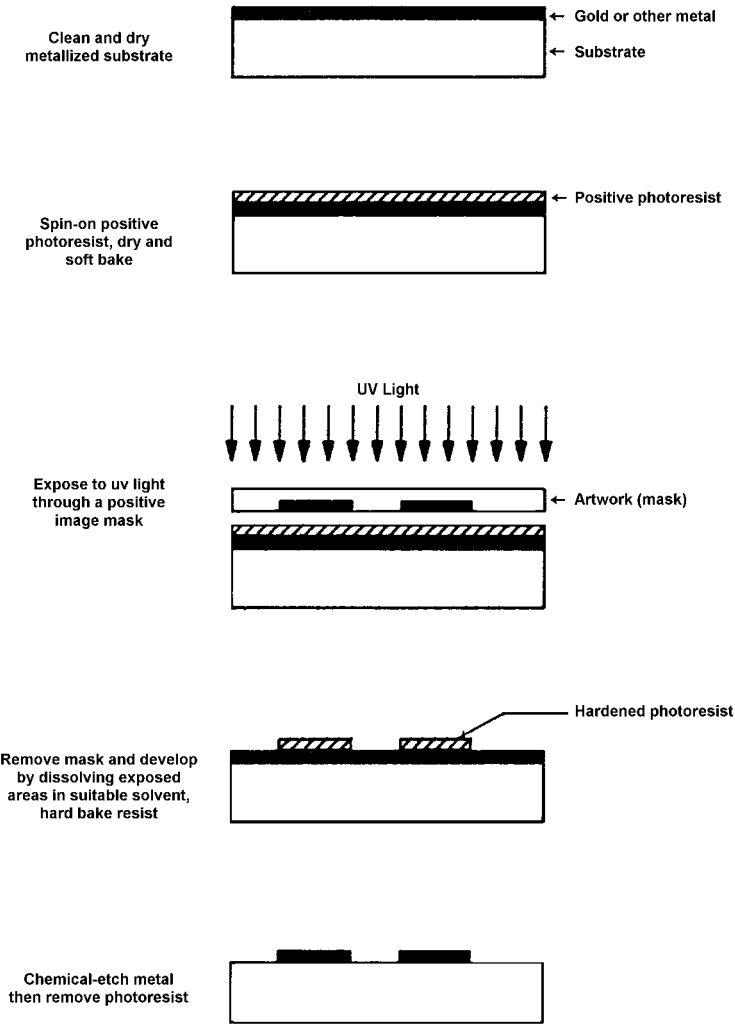 Clean and dry
metallized substrate
← Gold or other metal
← Substrate
Spin-on positive
photoresist, dry and
soft bake
← Positive photoresist
UV Light
Expose to uv light
through a positive
image mask
← Artwork (mask)
Hardened photoresist
Remove mask and develop
by dissolving exposed
areas in suitable solvent,
hard bake resist
Chemical-etch metal
then remove photoresist